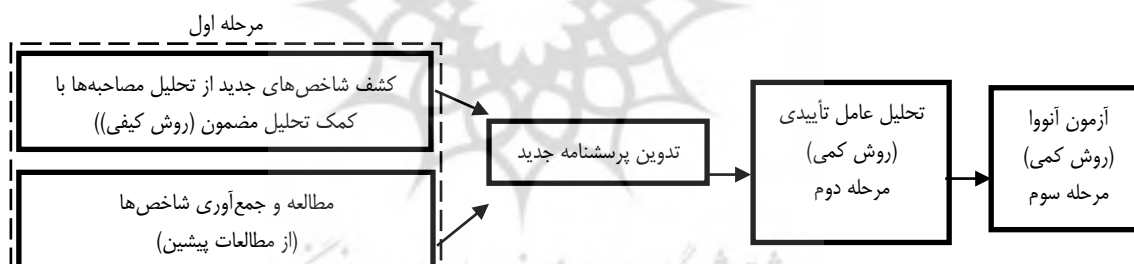 مرحله اول
کشف شاخص‌های جدید از تحلیل مصاحبه‌ها با
کمک تحلیل مضمون (روش کیفی))
مطالعه و جمع‌آوری شاخص‌ها
(از مطالعات پیشین)
تدوین پرسشنامه جدید
تحلیل عامل تأییدی
(روش کمی)
مرحله دوم
آزمون آنووا
(روش کمی)
مرحله سوم